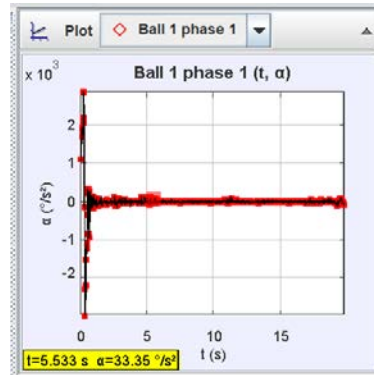 Plot Ball 1 phase 1
x 10³ Ball 1 phase 1 (t, α)
2
1
0
-1
-2
α (°/s²)
0 5 10 15
t (s)
t=5.533 s α=33.35 °/s²